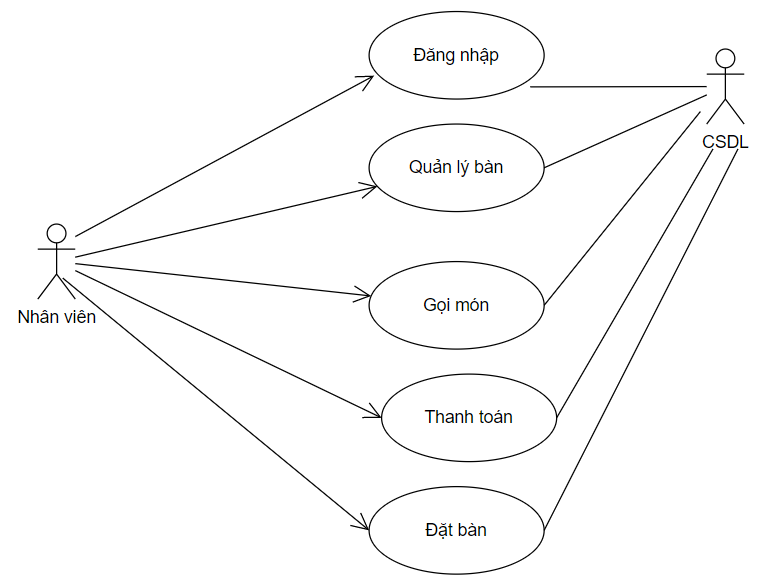 Đăng nhập
CSDL
Quản lý bàn
Nhân viên
Gọi món
Thanh toán
Đặt bàn